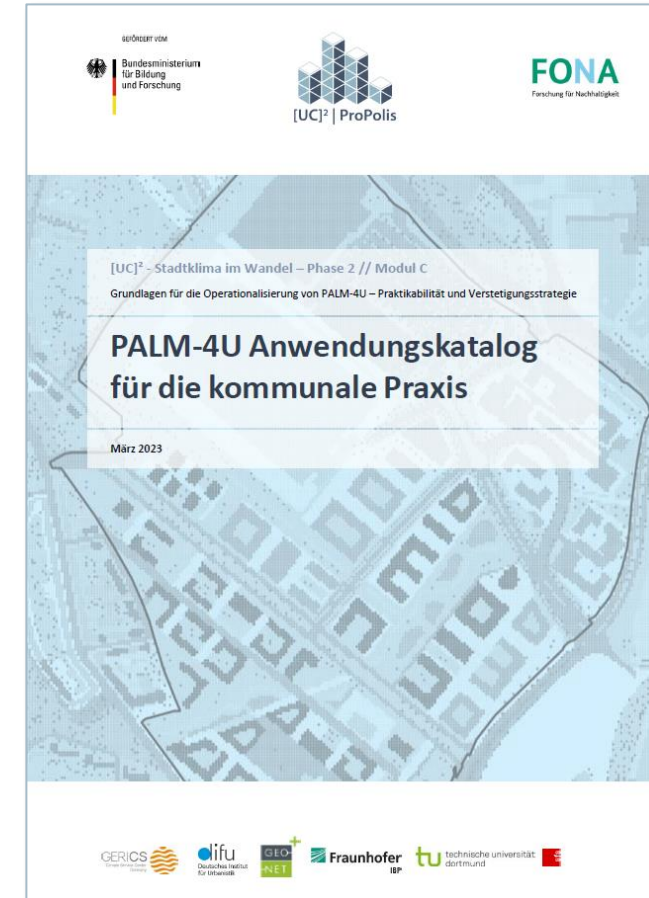 GEFÖRDERT VOM
Bundesministerium
für Bildung
und Forschung
[UC]² | ProPolis
FONA
Forschung für Nachhaltigkeit
[UC]² - Stadtklima im Wandel – Phase 2 // Modul C
Grundlagen für die Operationalisierung von PALM-4U – Praktikabilität und Verstetigungsstrategie
PALM-4U Anwendungskatalog
für die kommunale Praxis
März 2023
GERICS
difu
Deutsches Institut
für Urbanistik
GEO-
NET
Fraunhofer
IBP
tu technische universität
dortmund